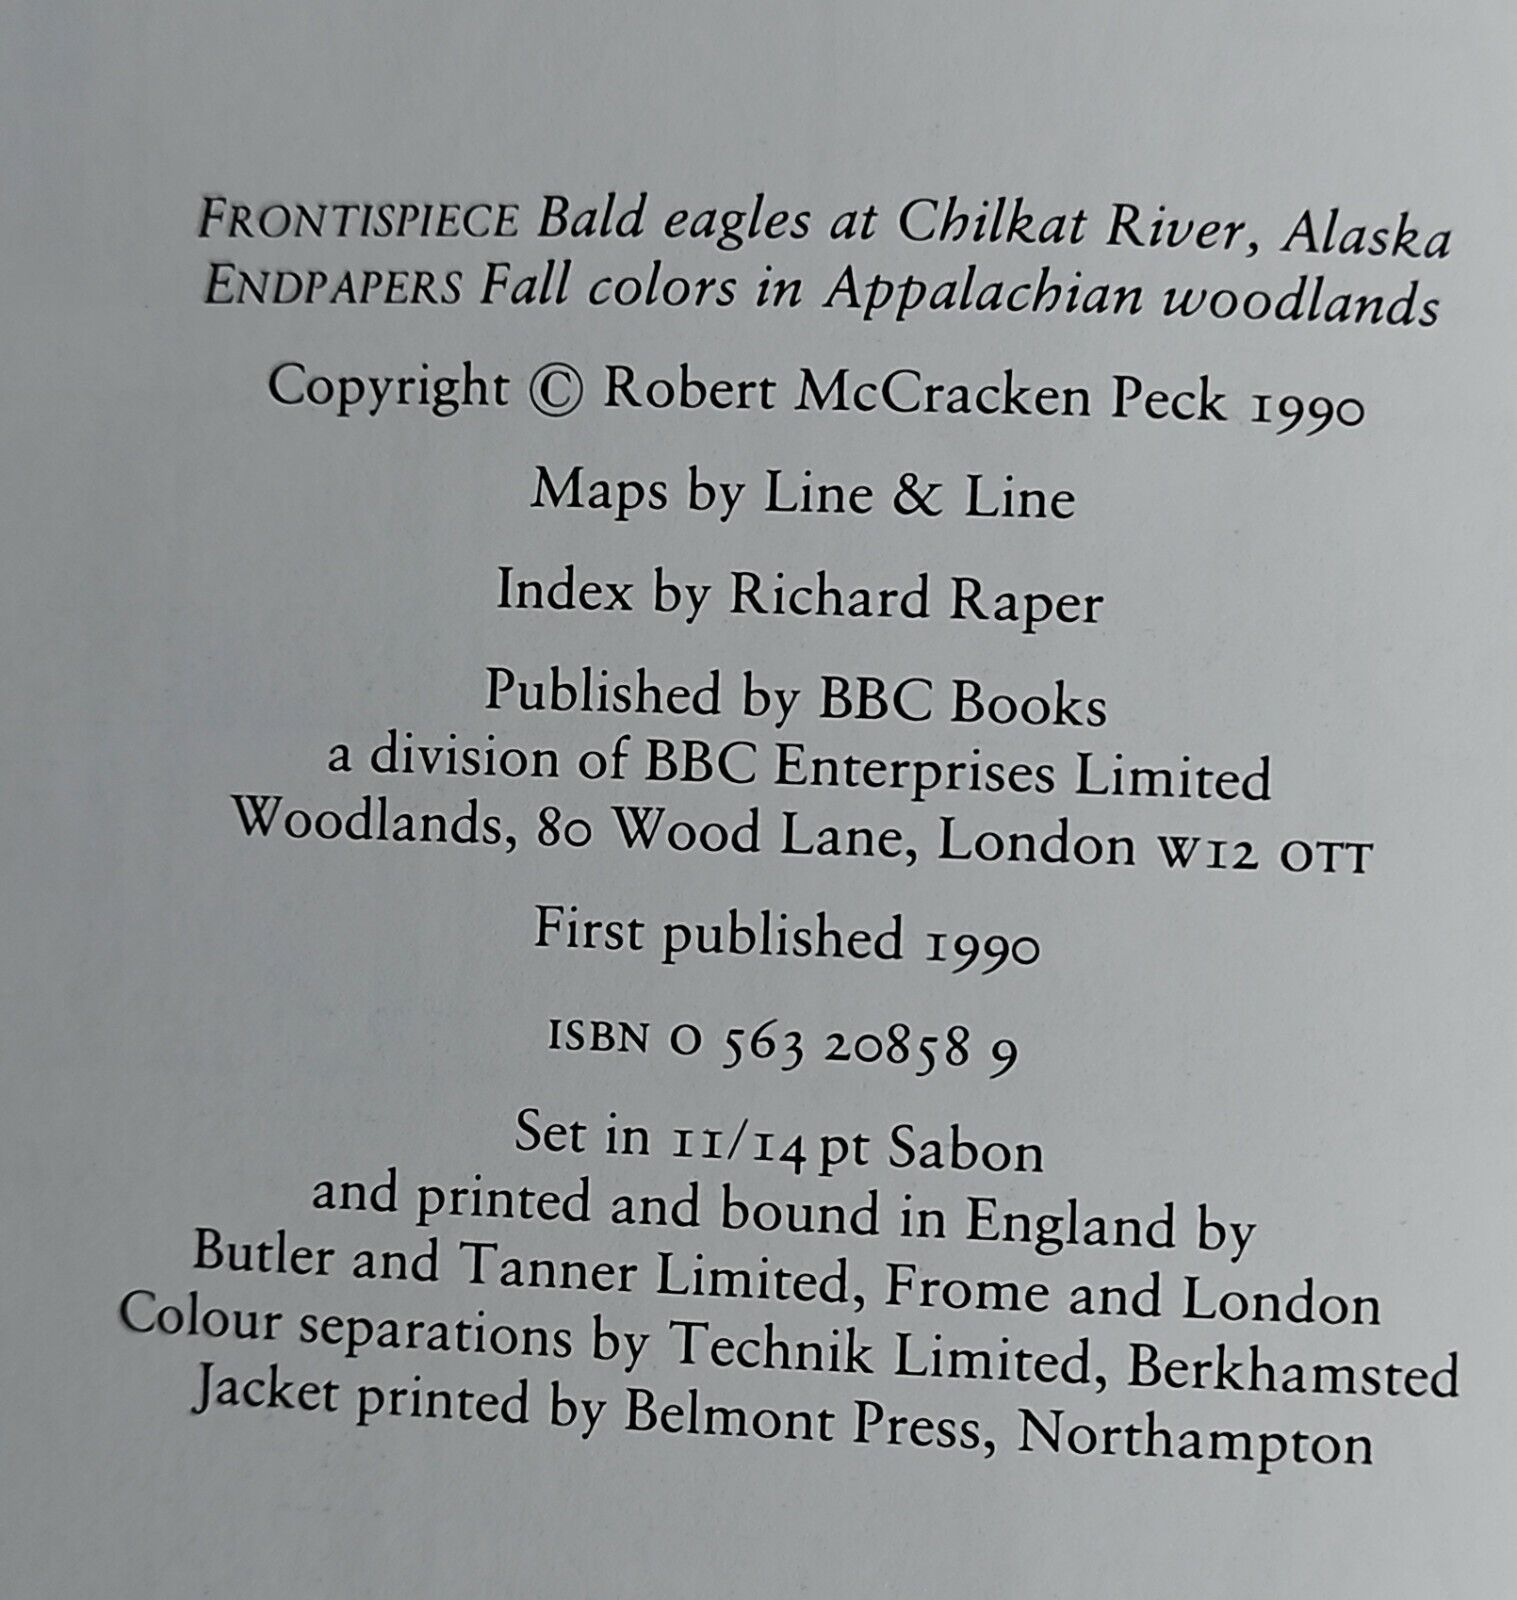 FRONTISPIECE Bald eagles at Chilkat River, Alaska
ENDPAPERS Fall colors in Appalachian woodlands
Copyright © Robert McCracken Peck 1990
Maps by Line & Line
Index by Richard Raper
Published by BBC Books
a division of BBC Enterprises Limited
Woodlands, 80 Wood Lane, London W12 0TT
First published 1990
ISBN 0 563 20858 9
Set in 11/14pt Sabon
and printed and bound in England by
Butler and Tanner Limited, Frome and London
Colour separations by Technik Limited, Berkhamsted
Jacket printed by Belmont Press, Northampton